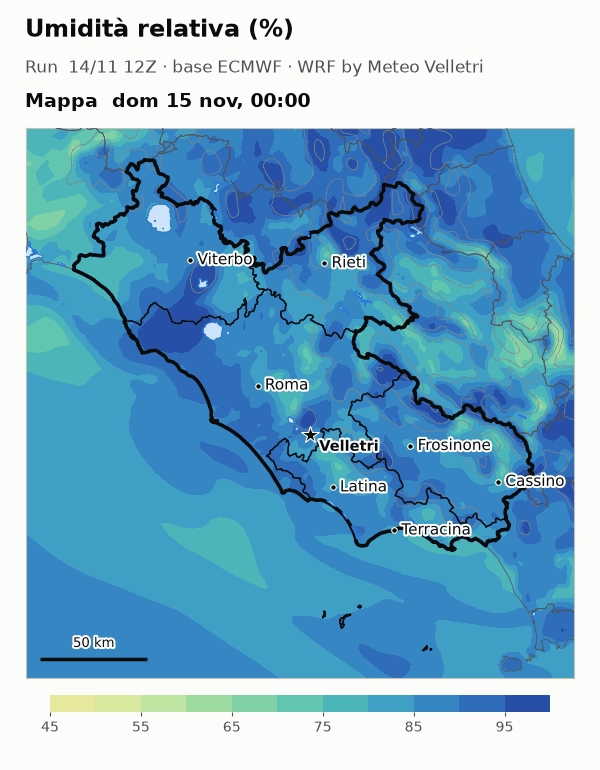 Umidità relativa (%)
Run  14/11 12Z · base ECMWF · WRF by Meteo Velletri
Mappa  dom 15 nov, 00:00
Viterbo
Rieti
Roma
Velletri
Frosinone
Cassino
Latina
Terracina
50 km
45 55 65 75 85 95